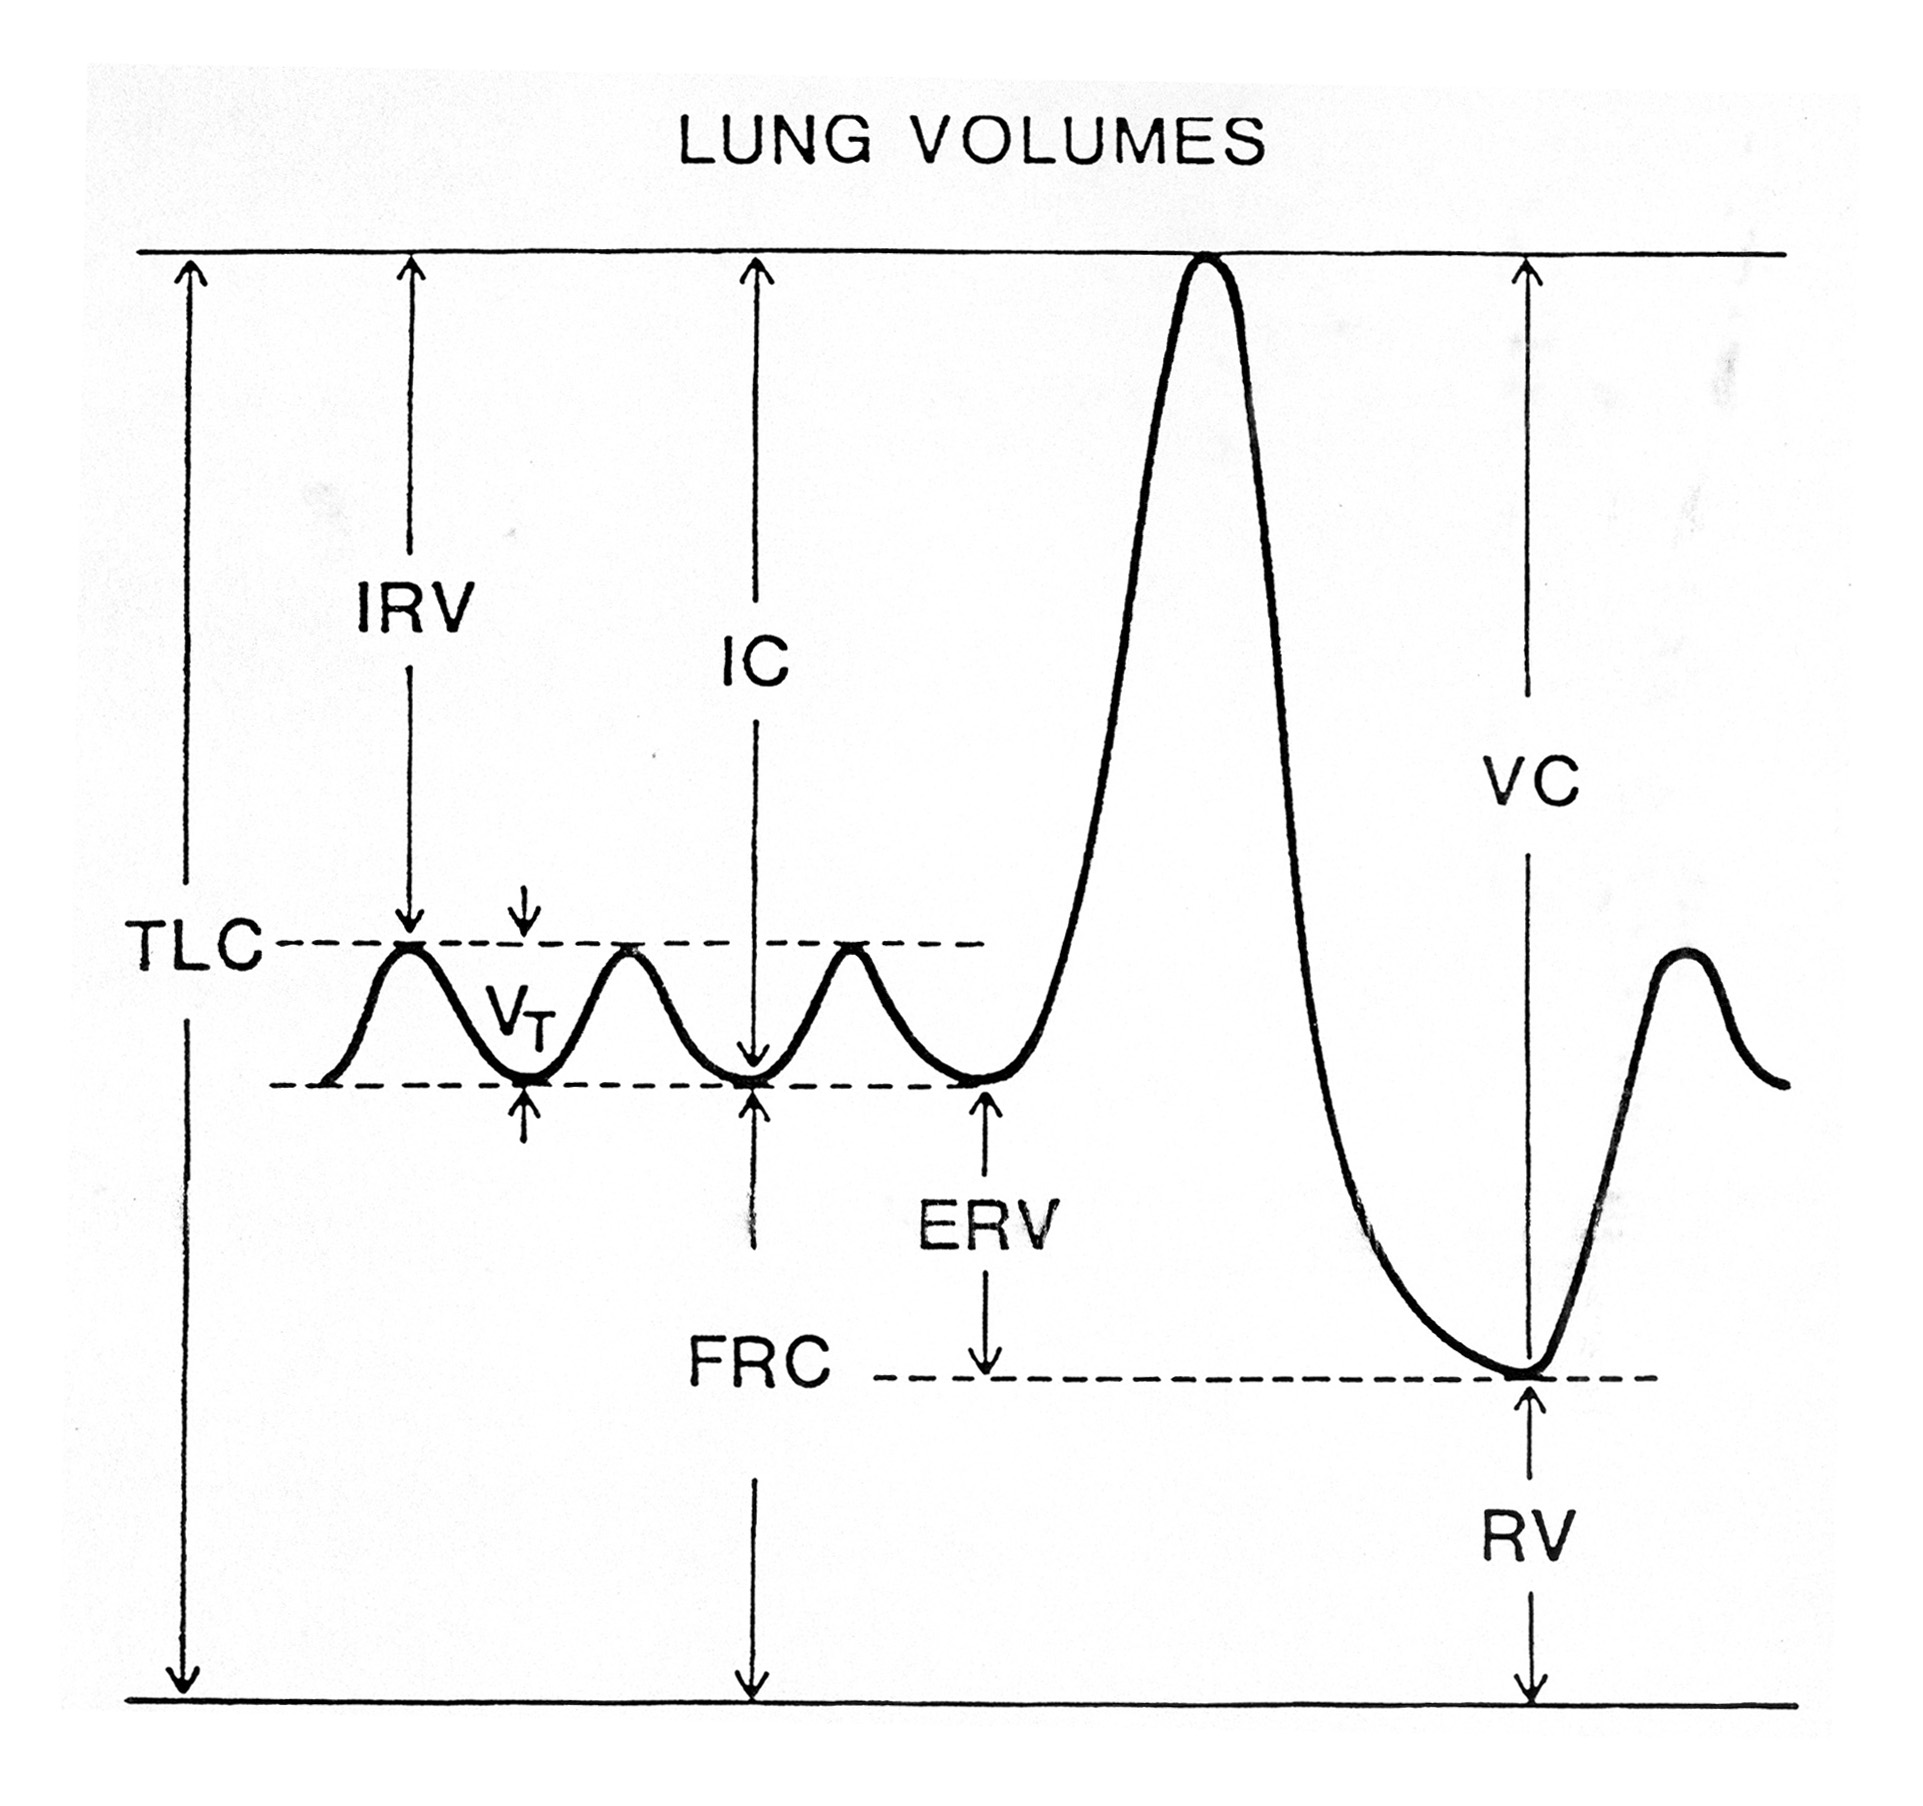 LUNG VOLUMES
IRV
IC
VC
TLC
VT
ERV
FRC
RV